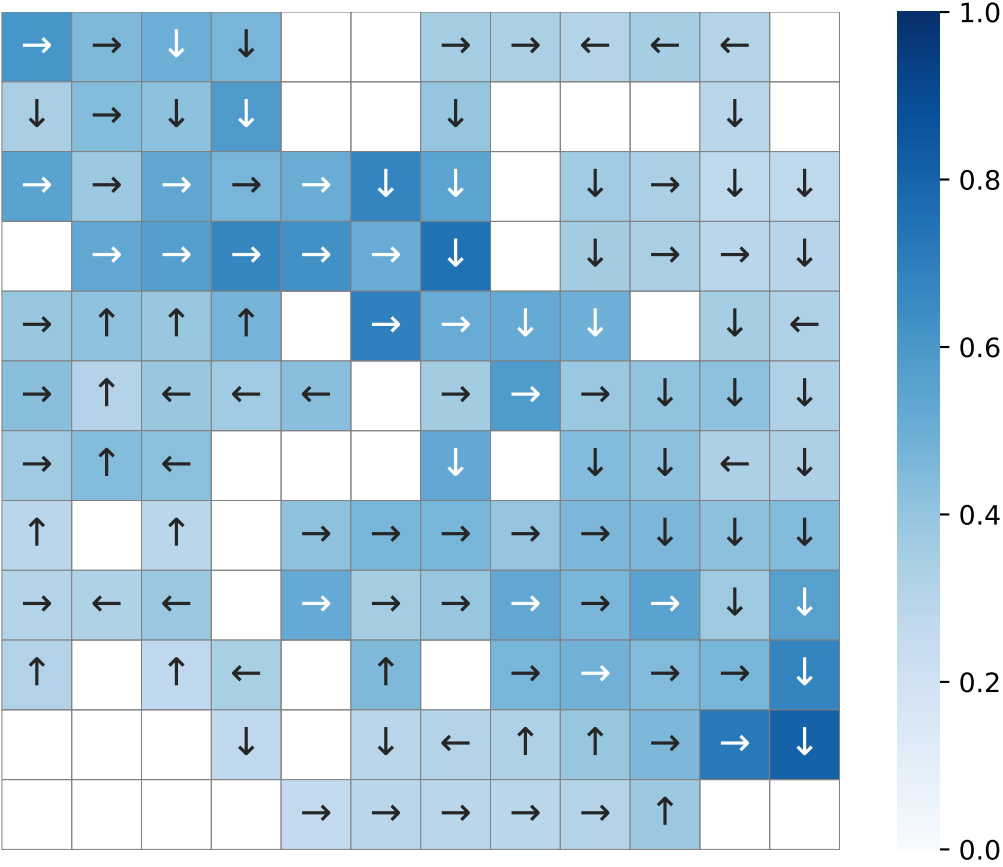 → → ↓ ↓ → → ← ← ← 1.0
↓ → ↓ ↓ ↓ ↓
→ → → → → ↓ ↓ ↓ → ↓ ↓ 0.8
→ → → → → ↓ ↓ → → ↓
→ ↑ ↑ ↑ → → ↓ ↓ ↓ ← 0.6
→ ↑ ← ← ← → → → ↓ ↓ ↓
→ ↑ ← ↓ ↓ ↓ ← ↓
↑ ↑ → → → → → ↓ ↓ ↓ 0.4
→ ← ← → → → → → → ↓ ↓
↑ ↑ ← ↑ → → → → ↓ 0.2
↓ ↓ ← ↑ ↑ → → ↓
→ → → → → ↑ 0.0